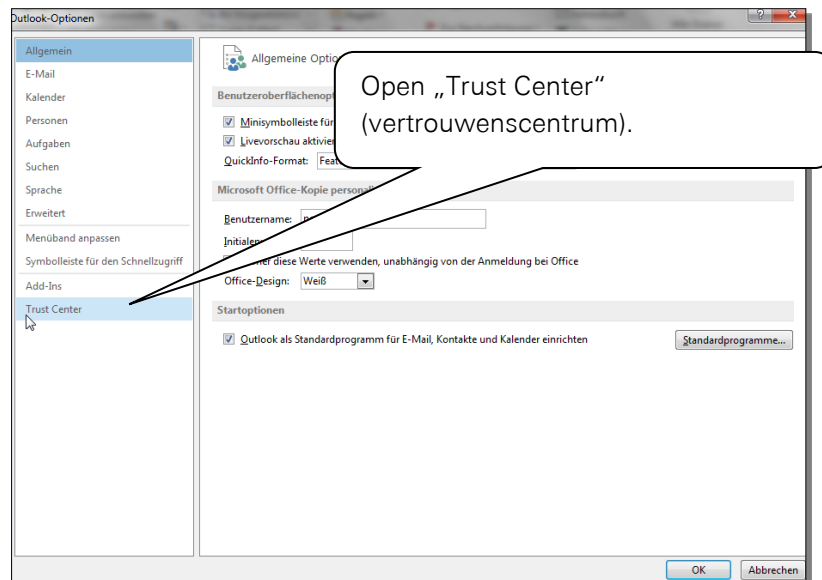 Outlook-Optionen
Allgemein
E-Mail
Kalender
Personen
Aufgaben
Suchen
Sprache
Erweitert
Menüband anpassen
Symbolleiste für den Schnellzugriff
Add-Ins
Trust Center
Allgemeine Optio
Benutzeroberflächenopt
Minisymbolleiste für
Livevorschau aktivier
QuickInfo-Format: Feat
Microsoft Office-Kopie personali
Benutzername:
Initialen
diese Werte verwenden, unabhängig von der Anmeldung bei Office
Office-Design: Weiß
Startoptionen
Outlook als Standardprogramm für E-Mail, Kontakte und Kalender einrichten
Standardprogramme...
Open „Trust Center“
(vertrouwenscentrum).
OK Abbrechen